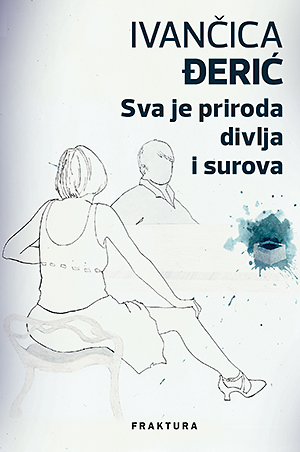 IVANČICA
ĐERIĆ
Sva je priroda
divlja
i surova
FRAKTURA